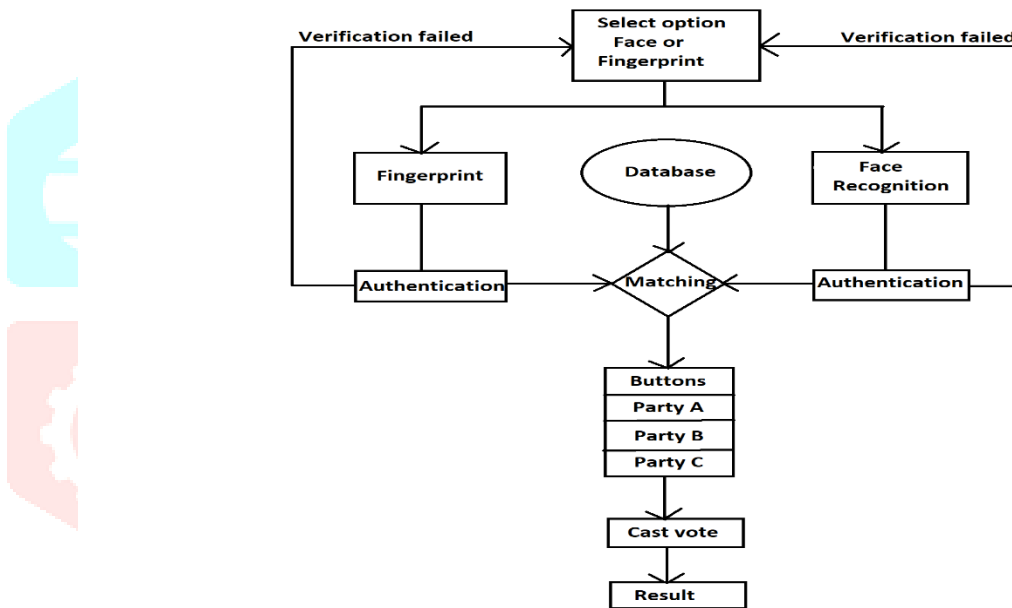 Select option
Face or
Fingerprint
Verification failed
Verification failed
Fingerprint
Database
Face
Recognition
Authentication
Matching
Authentication
Buttons
Party A
Party B
Party C
Cast vote
Result